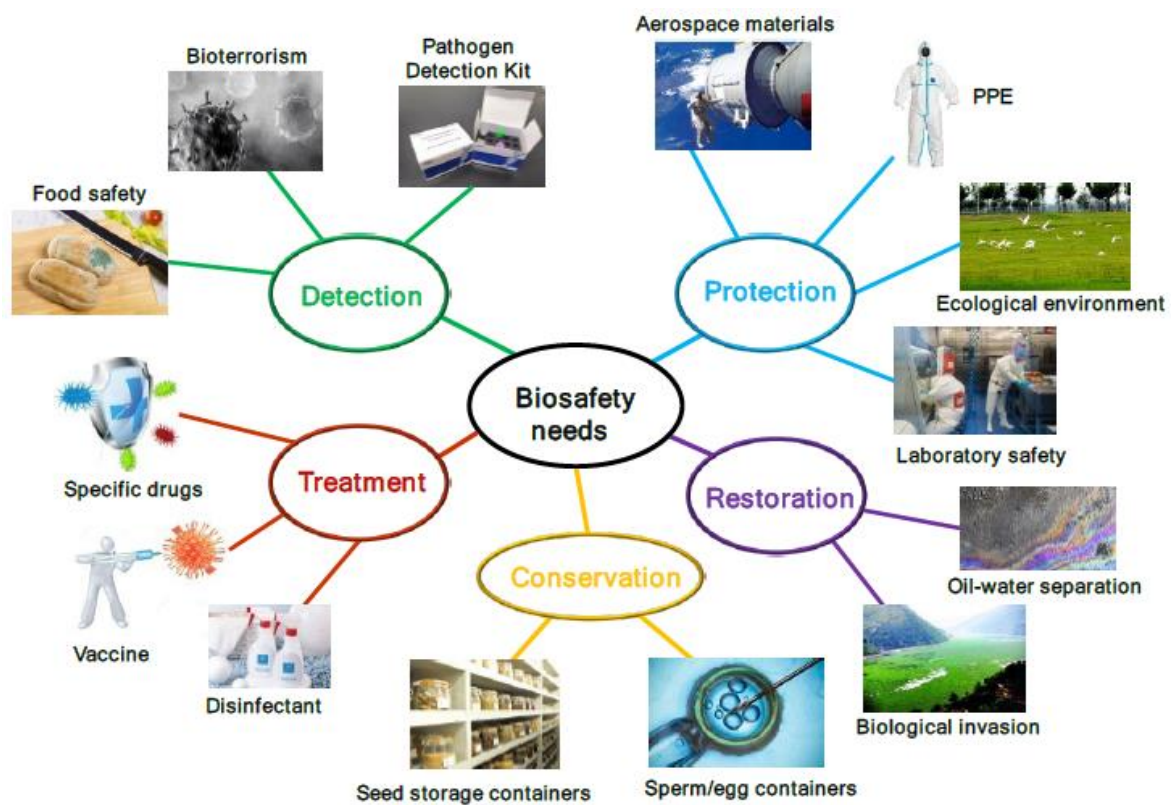 Aerospace materials
Bioterrorism
Pathogen
Detection Kit
PPE
Food safety
Detection
Protection
Ecological environment
Biosafety
needs
Laboratory safety
Treatment
Restoration
Specific drugs
Conservation
Oil-water separation
Vaccine
Disinfectant
Biological invasion
Seed storage containers
Sperm/egg containers